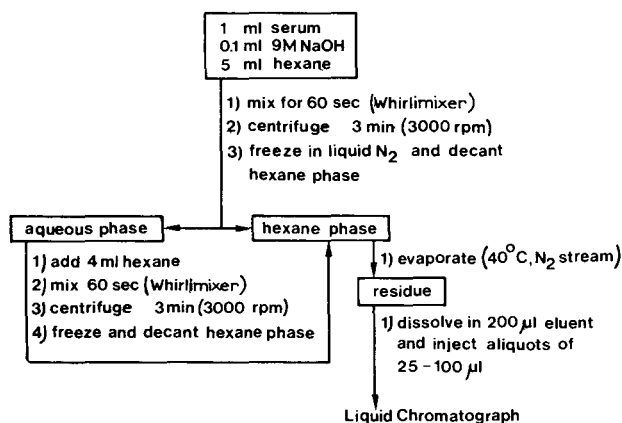 1 ml serum
0.1 ml 9M NaOH
5 ml hexane
1) mix for 60 sec (Whirlimixer)
2) centrifuge 3 min (3000 rpm)
3) freeze in liquid N2 and decant
hexane phase
aqueous phase
hexane phase
1) add 4 ml hexane
2) mix 60 sec (Whirlimixer)
3) centrifuge 3 min (3000 rpm)
4) freeze and decant hexane phase
1) evaporate (40°C, N2 stream)
residue
1) dissolve in 200 µl eluent
and inject aliquots of
25 - 100 µl
Liquid Chromatograph